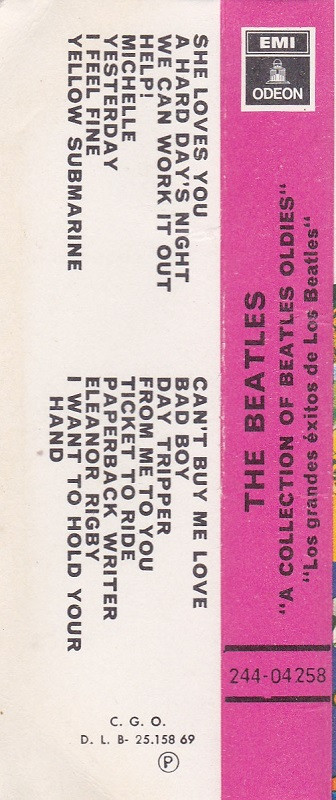 EMI
ODEON
THE BEATLES
"A COLLECTION OF BEATLES OLDIES"
"Los grandes éxitos de Los Beatles"
244-04258
SHE LOVES YOU
A HARD DAY'S NIGHT
WE CAN WORK IT OUT
HELP!
MICHELLE
YESTERDAY
I FEEL FINE
YELLOW SUBMARINE
CAN'T BUY ME LOVE
BAD BOY
DAY TRIPPER
FROM ME TO YOU
TICKET TO RIDE
PAPERBACK WRITER
ELEANOR RIGBY
I WANT TO HOLD YOUR
HAND
C. G. O.
D. L. B- 25.158 69
P